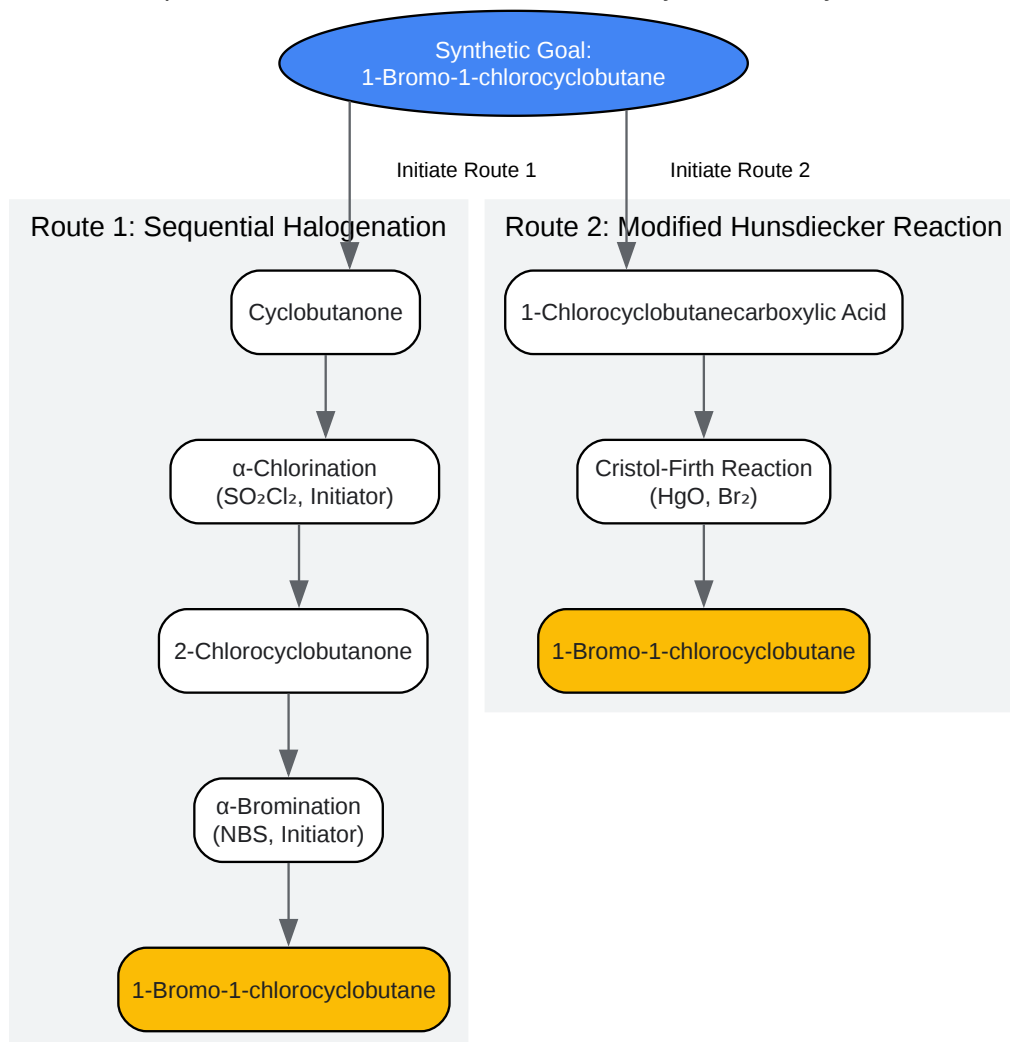 Synthetic Goal:
1-Bromo-1-chlorocyclobutane
Initiate Route 1
Initiate Route 2
Route 1: Sequential Halogenation
Cyclobutanone
α-Chlorination
(SO₂Cl₂, Initiator)
2-Chlorocyclobutanone
α-Bromination
(NBS, Initiator)
1-Bromo-1-chlorocyclobutane
Route 2: Modified Hunsdiecker Reaction
1-Chlorocyclobutanecarboxylic Acid
Cristol-Firth Reaction
(HgO, Br₂)
1-Bromo-1-chlorocyclobutane